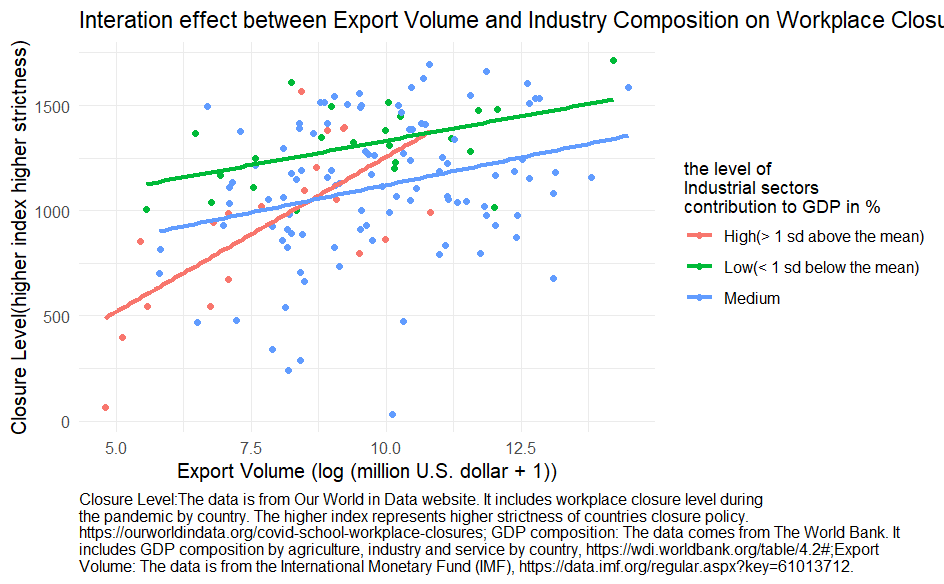 Interation effect between Export Volume and Industry Composition on Workplace Closu
Closure Level(higher index higher strictness)
1500
1000
500
0
5.0 7.5 10.0 12.5
Export Volume (log (million U.S. dollar + 1))
the level of
Industrial sectors
contribution to GDP in %
High(> 1 sd above the mean)
Low(< 1 sd below the mean)
Medium
Closure Level:The data is from Our World in Data website. It includes workplace closure level during
the pandemic by country. The higher index represents higher strictness of countries closure policy.
https://ourworldindata.org/covid-school-workplace-closures; GDP composition: The data comes from The World Bank. It
includes GDP composition by agriculture, industry and service by country, https://wdi.worldbank.org/table/4.2#;Export
Volume: The data is from the International Monetary Fund (IMF), https://data.imf.org/regular.aspx?key=61013712.